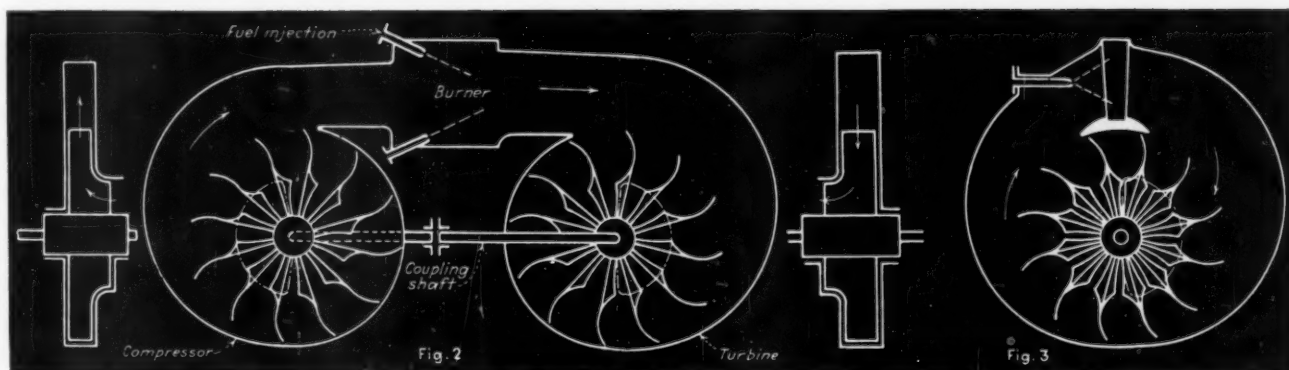 Fuel injection
Burner
Coupling
shaft
Compressor
Fig. 2
Turbine
Fig. 3